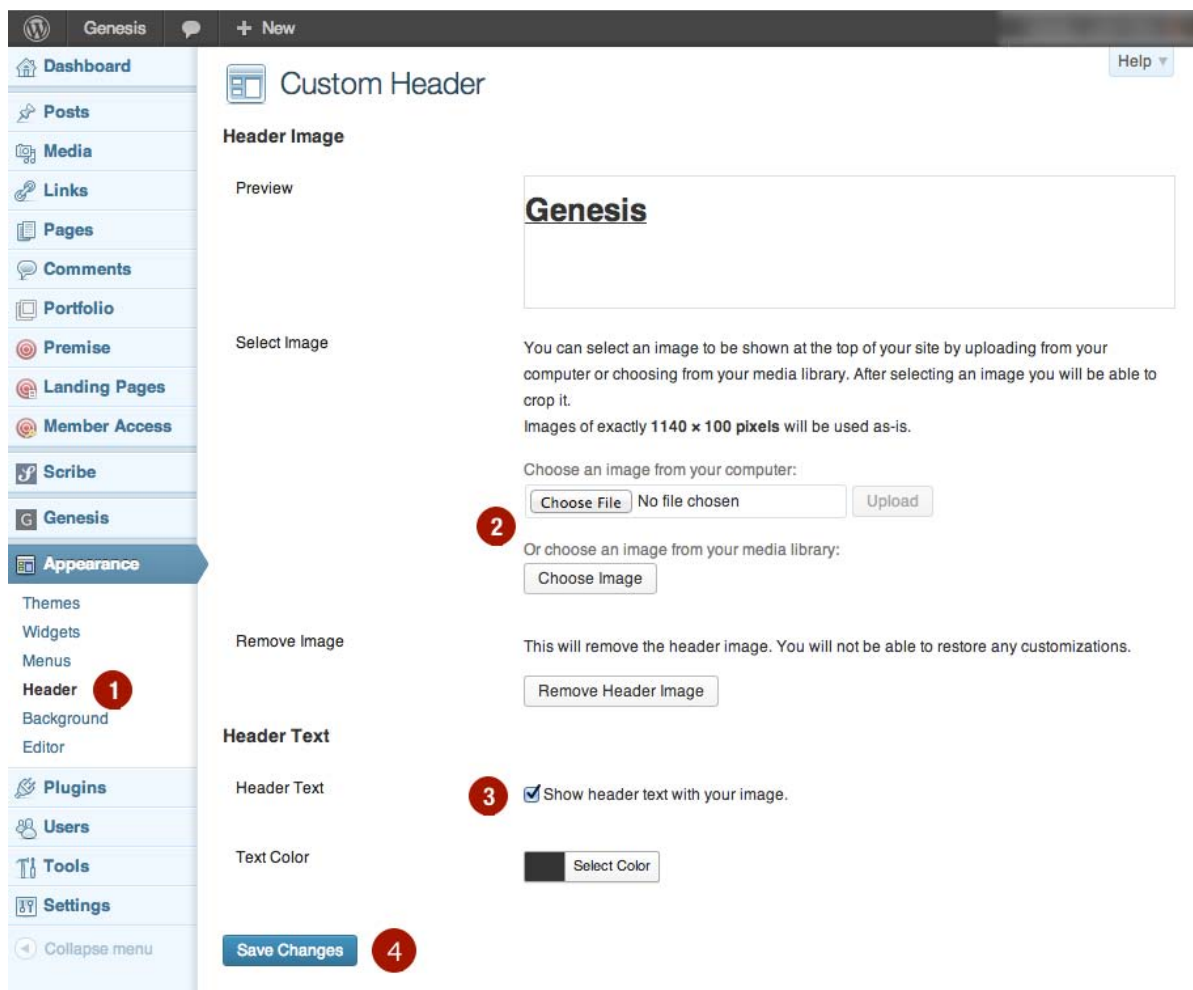 Genesis
+ New
Dashboard
Posts
Media
Links
Pages
Comments
Portfolio
Premise
Landing Pages
Member Access
Scribe
G Genesis
Appearance
Themes
Widgets
Menus
Header 1
Background
Editor
Plugins
Users
Tools
Settings
Collapse menu
Help
Custom Header
Header Image
Preview
Genesis
Select Image
You can select an image to be shown at the top of your site by uploading from your
computer or choosing from your media library. After selecting an image you will be able to
crop it.
Images of exactly 1140 × 100 pixels will be used as-is.
Choose an image from your computer:
Choose File No file chosen Upload
2
Or choose an image from your media library:
Choose Image
Remove Image
This will remove the header image. You will not be able to restore any customizations.
Remove Header Image
Header Text
Header Text
3 Show header text with your image.
Text Color
Select Color
Save Changes 4